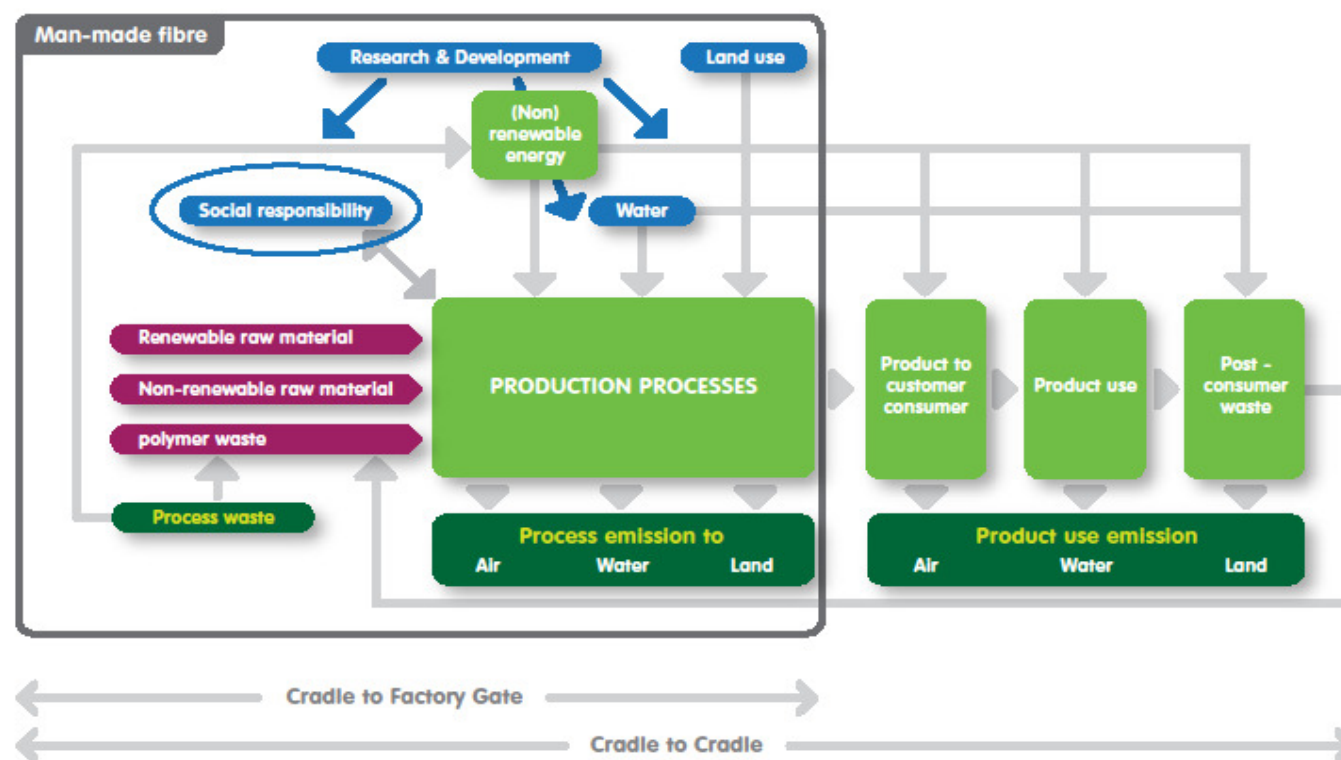 Man-made fibre
Research & Development
Land use
(Non)
renewable
energy
Social responsibility
Water
Renewable raw material
Non-renewable raw material
polymer waste
Process waste
PRODUCTION PROCESSES
Product to
customer
consumer
Product use
Post -
consumer
waste
Process emission to
Air Water Land
Product use emission
Air Water Land
Cradle to Factory Gate
Cradle to Cradle